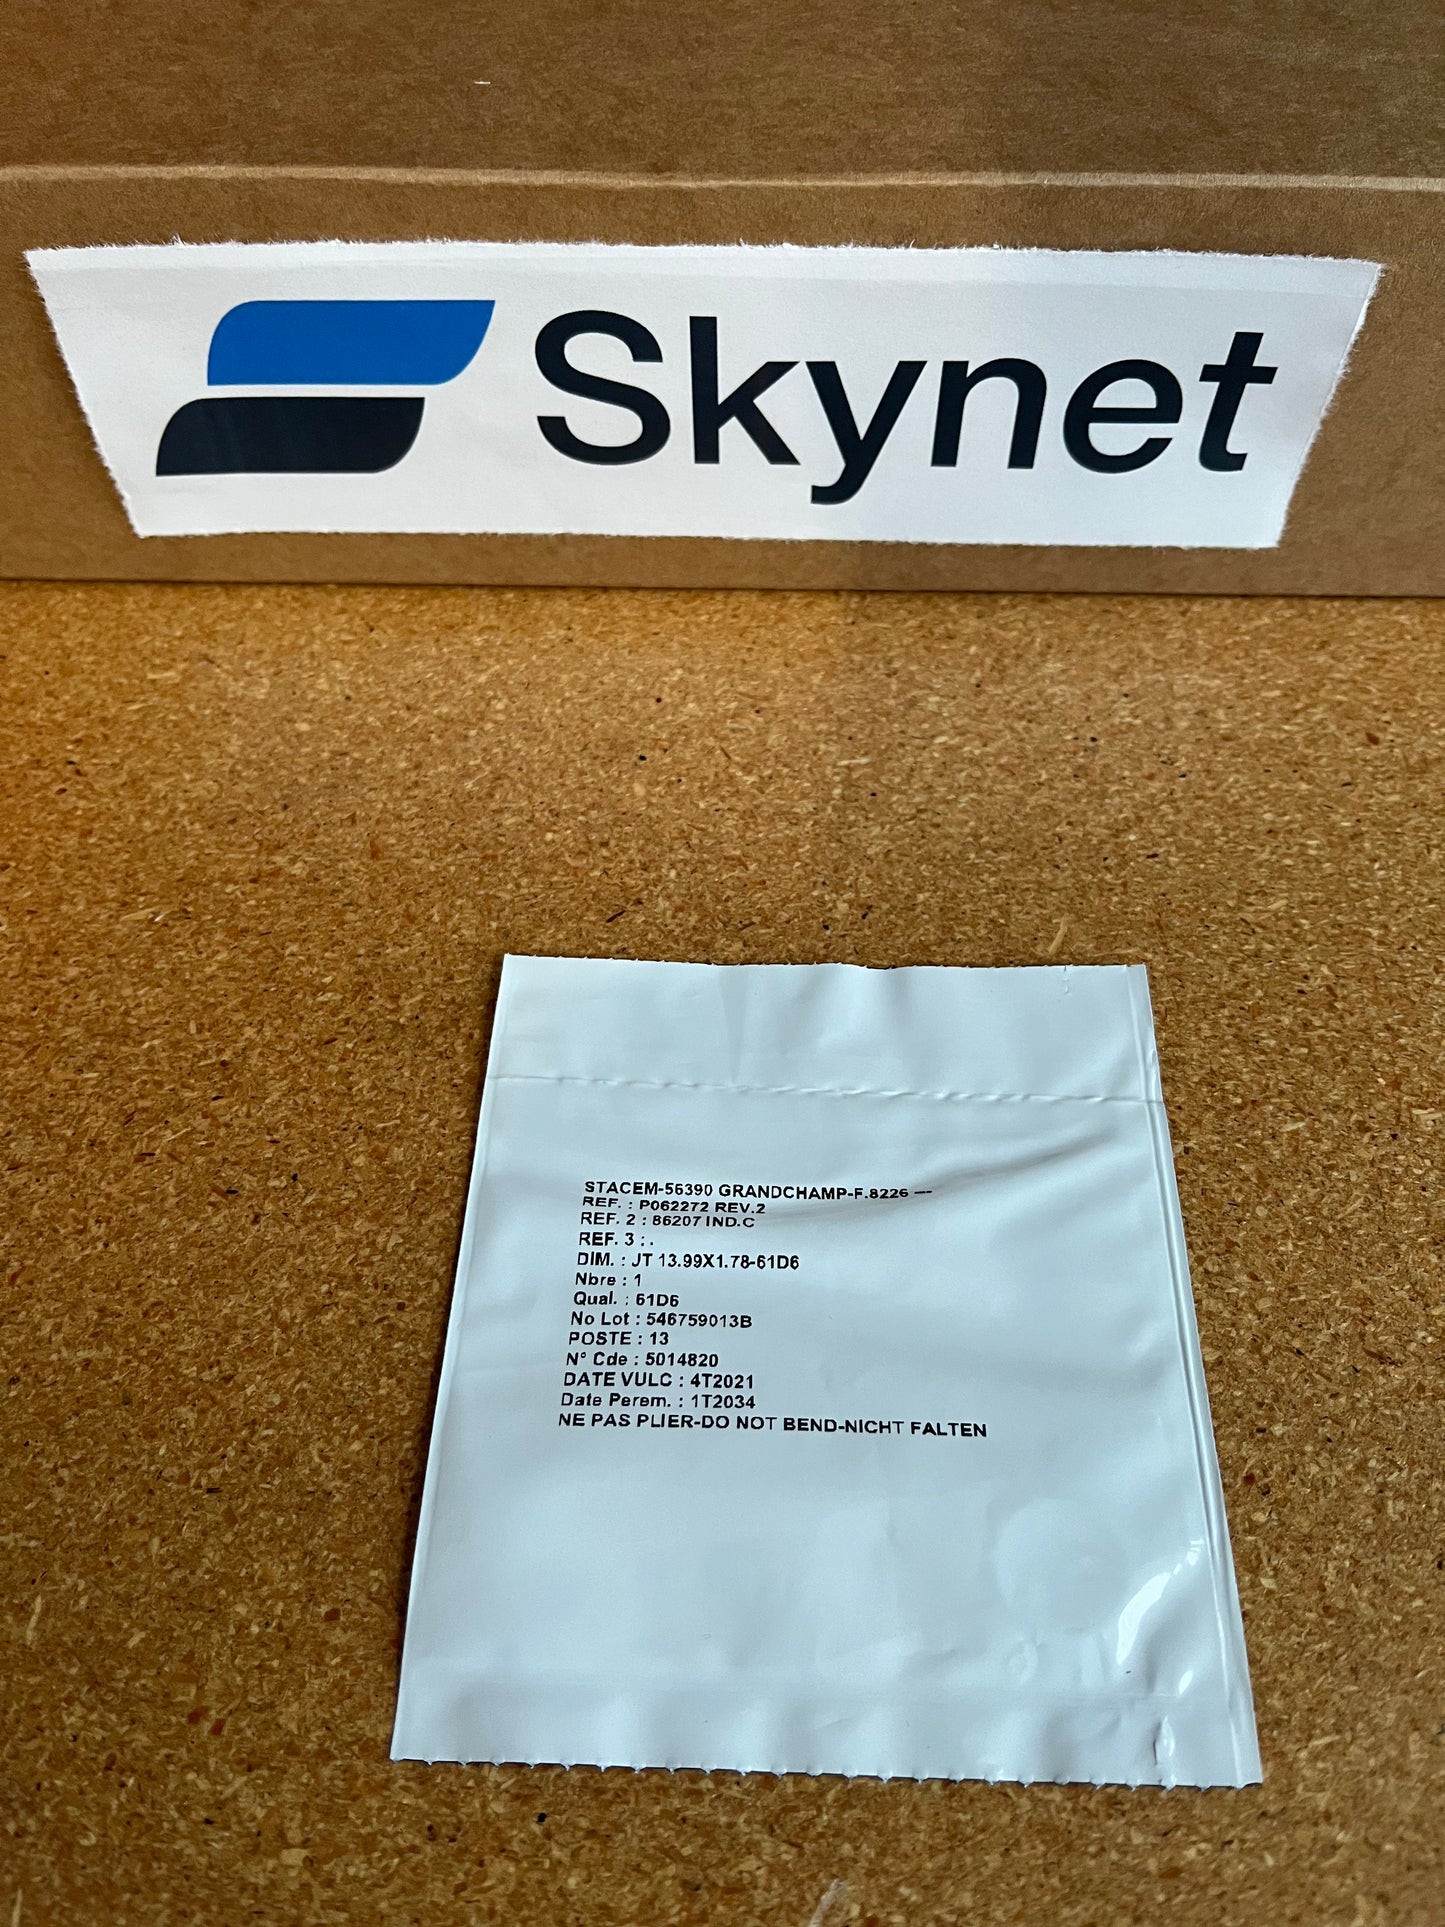 Skynet
STACEM-56390 GRANDCHAMP-F.8226 ---
REF. : P062272 REV.2
REF. 2 : 86207 IND.C
REF. 3 : .
DIM. : JT 13.99X1.78-61D6
Nbre : 1
Qual. : 61D6
No Lot : 546759013B
POSTE : 13
N° Cde : 5014820
DATE VULC : 4T2021
Date Perem. : 1T2034
NE PAS PLIER-DO NOT BEND-NICHT FALTEN